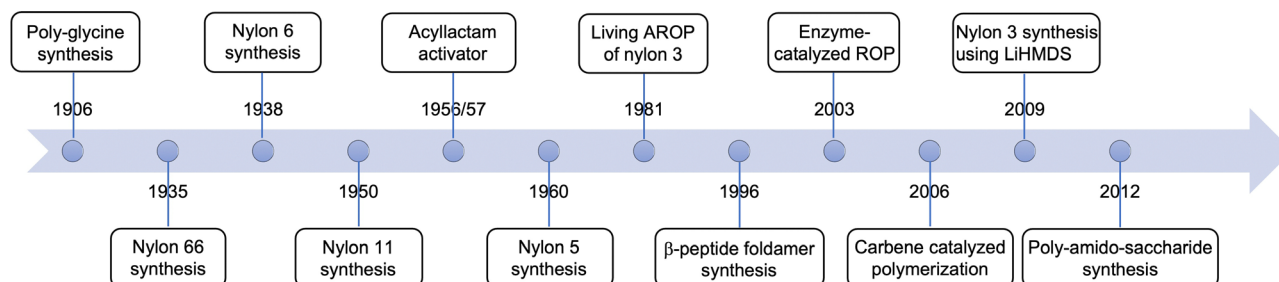 Poly-glycine
synthesis
Nylon 6
synthesis
Acyllactam
activator
Living AROP
of nylon 3
Enzyme-
catalyzed ROP
Nylon 3 synthesis
using LiHMDS
1906
1938
1956/57
1981
2003
2009
1935
1950
1960
1996
2006
2012
Nylon 66
synthesis
Nylon 11
synthesis
Nylon 5
synthesis
β-peptide foldamer
synthesis
Carbene catalyzed
polymerization
Poly-amido-saccharide
synthesis